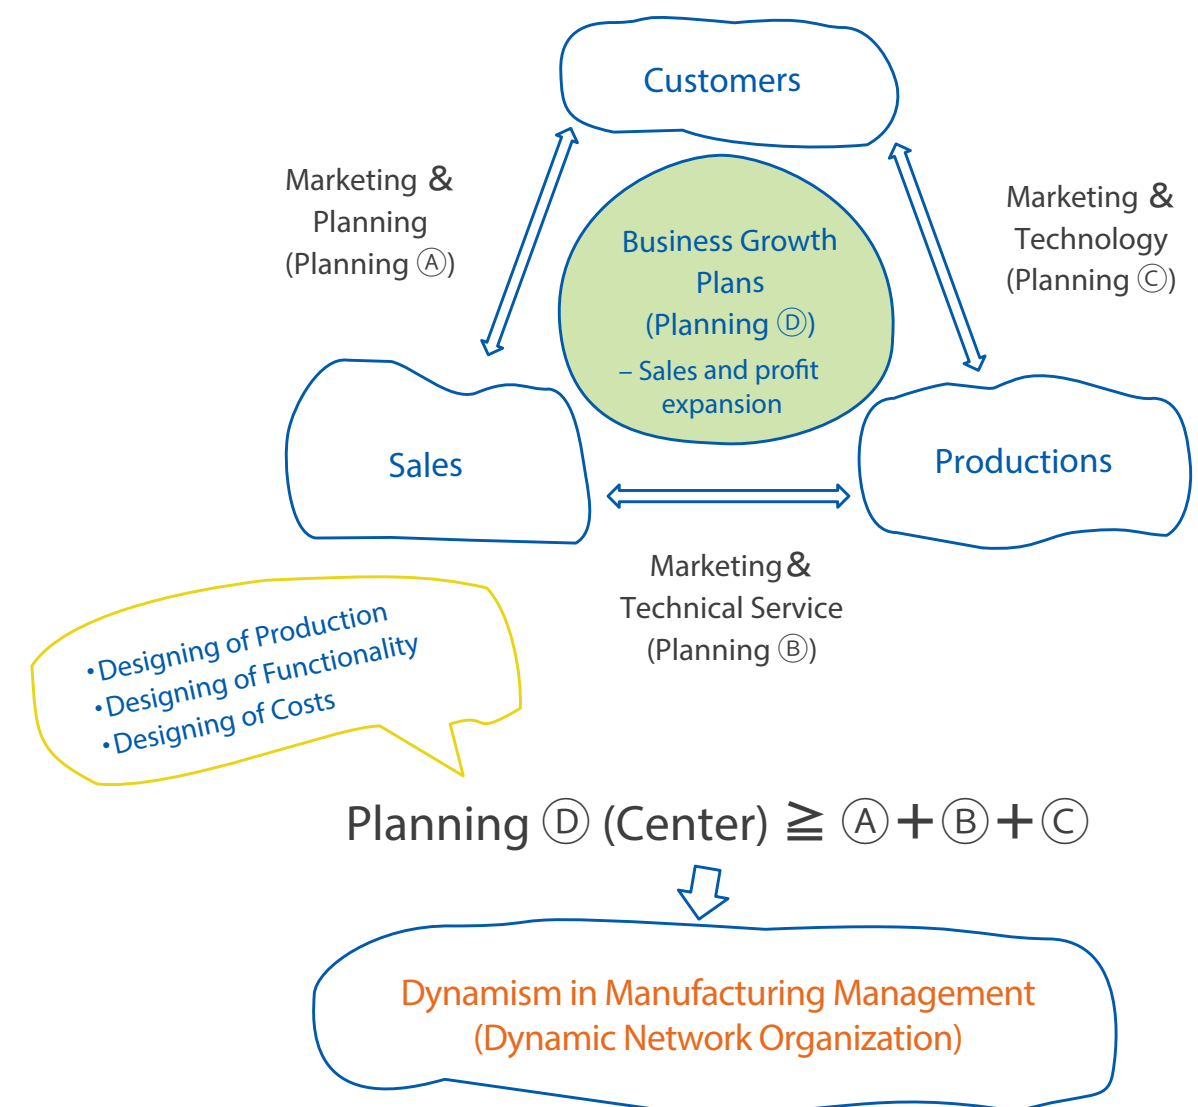 Customers
Marketing &
Planning
(Planning Ⓐ)
Marketing &
Technology
(Planning Ⓒ)
Business Growth
Plans
(Planning Ⓓ)
– Sales and profit
expansion
Sales
Productions
Marketing &
Technical Service
(Planning Ⓑ)
•Designing of Production
•Designing of Functionality
•Designing of Costs
Planning Ⓓ (Center) ≧ Ⓐ+Ⓑ+Ⓒ
Dynamism in Manufacturing Management
(Dynamic Network Organization)